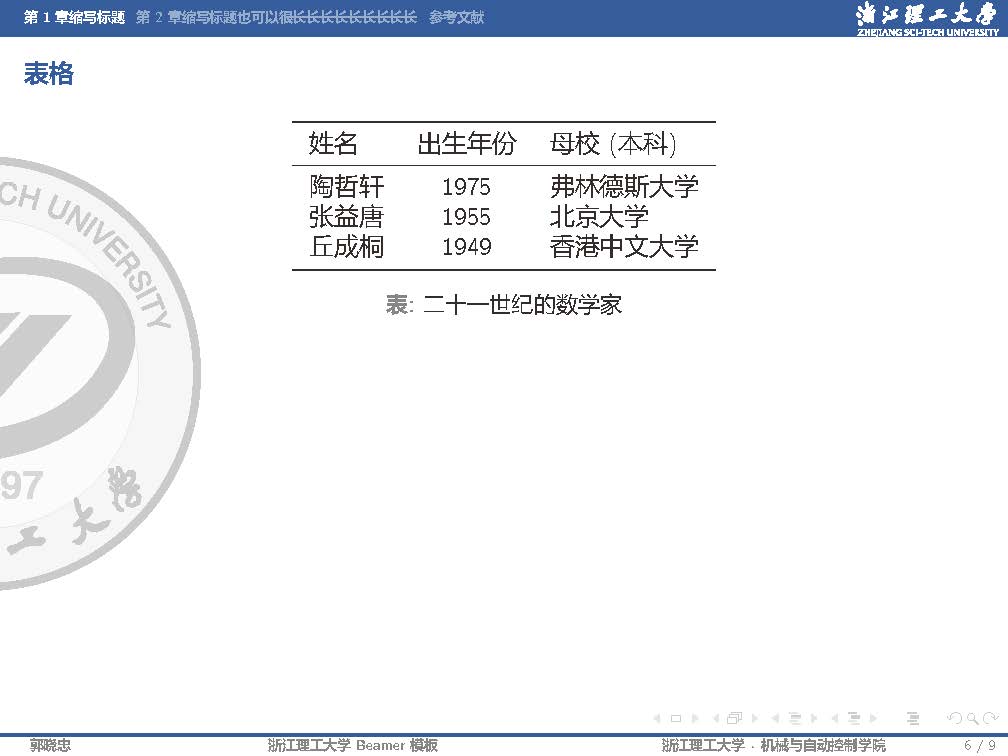 第 1 章缩写标题 第 2 章缩写标题也可以很长长长长长长长长长 参考文献
浙江理工大学
ZHEJIANG SCI-TECH UNIVERSITY
表格
姓名 出生年份 母校 (本科)
陶哲轩 1975 弗林德斯大学
张益唐 1955 北京大学
丘成桐 1949 香港中文大学
表: 二十一世纪的数学家
CH UNIVERSITY
97
工大学
郭晓忠 浙江理工大学 Beamer 模板 浙江理工大学 · 机械与自动控制学院 6 / 9